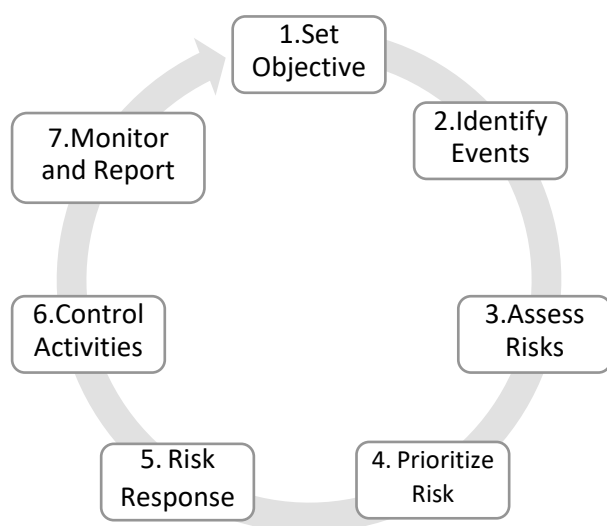 1.Set
Objective
2.Identify
Events
3.Assess
Risks
4. Prioritize
Risk
5. Risk
Response
6.Control
Activities
7.Monitor
and Report